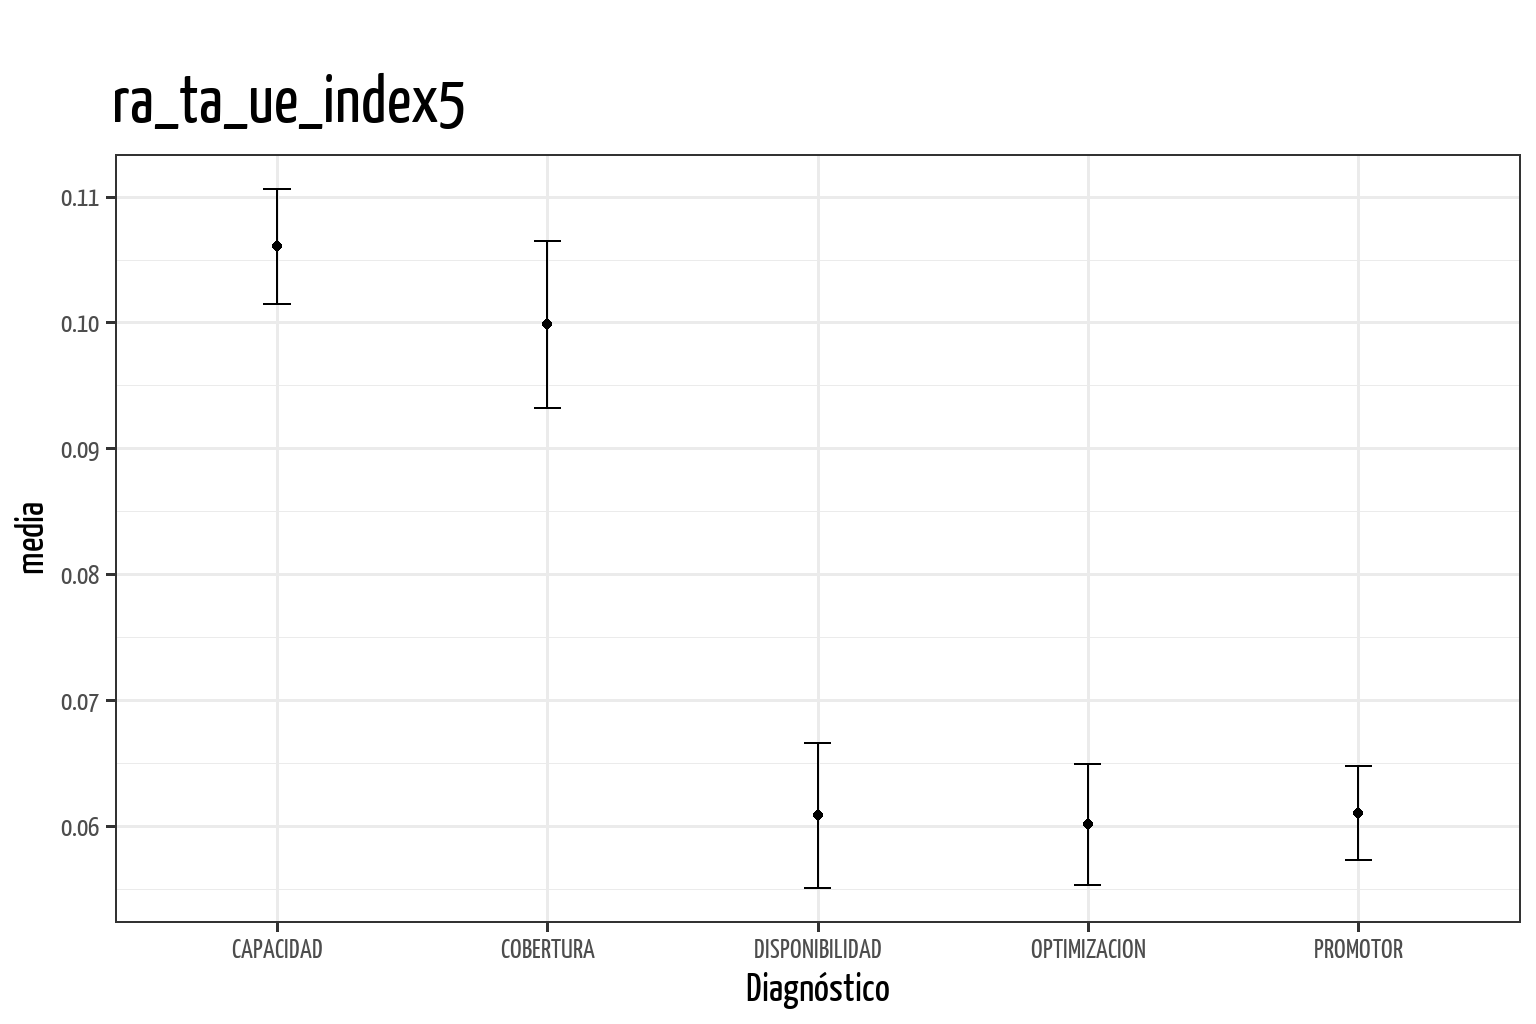 ra_ta_ue_index5
0.11
0.10
0.09
0.08
0.07
0.06
media
CAPACIDAD COBERTURA DISPONIBILIDAD OPTIMIZACION PROMOTOR
Diagnóstico